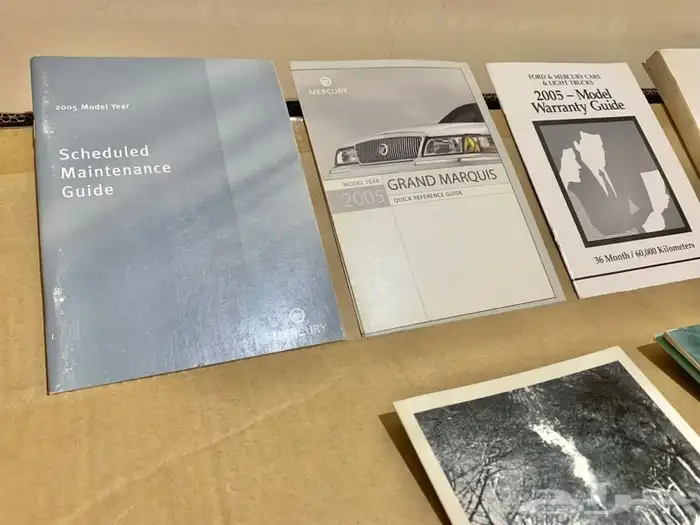 2005 Model Year
Scheduled
Maintenance
Guide
MERCURY
MERCURY
MODEL YEAR
2005
GRAND MARQUIS
QUICK REFERENCE GUIDE
FORD & MERCURY CARS
& LIGHT TRUCKS
2005 – Model
Warranty Guide
36 Month / 60,000 Kilometers